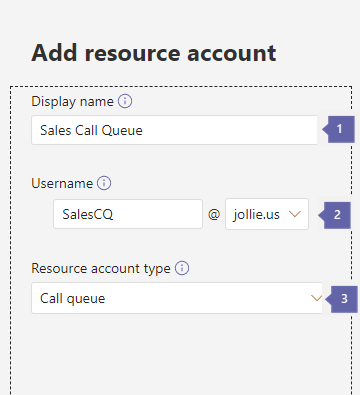 Add resource account
Display name
Sales Call Queue
1
Username
SalesCQ @ jollie.us
2
Resource account type
Call queue
3